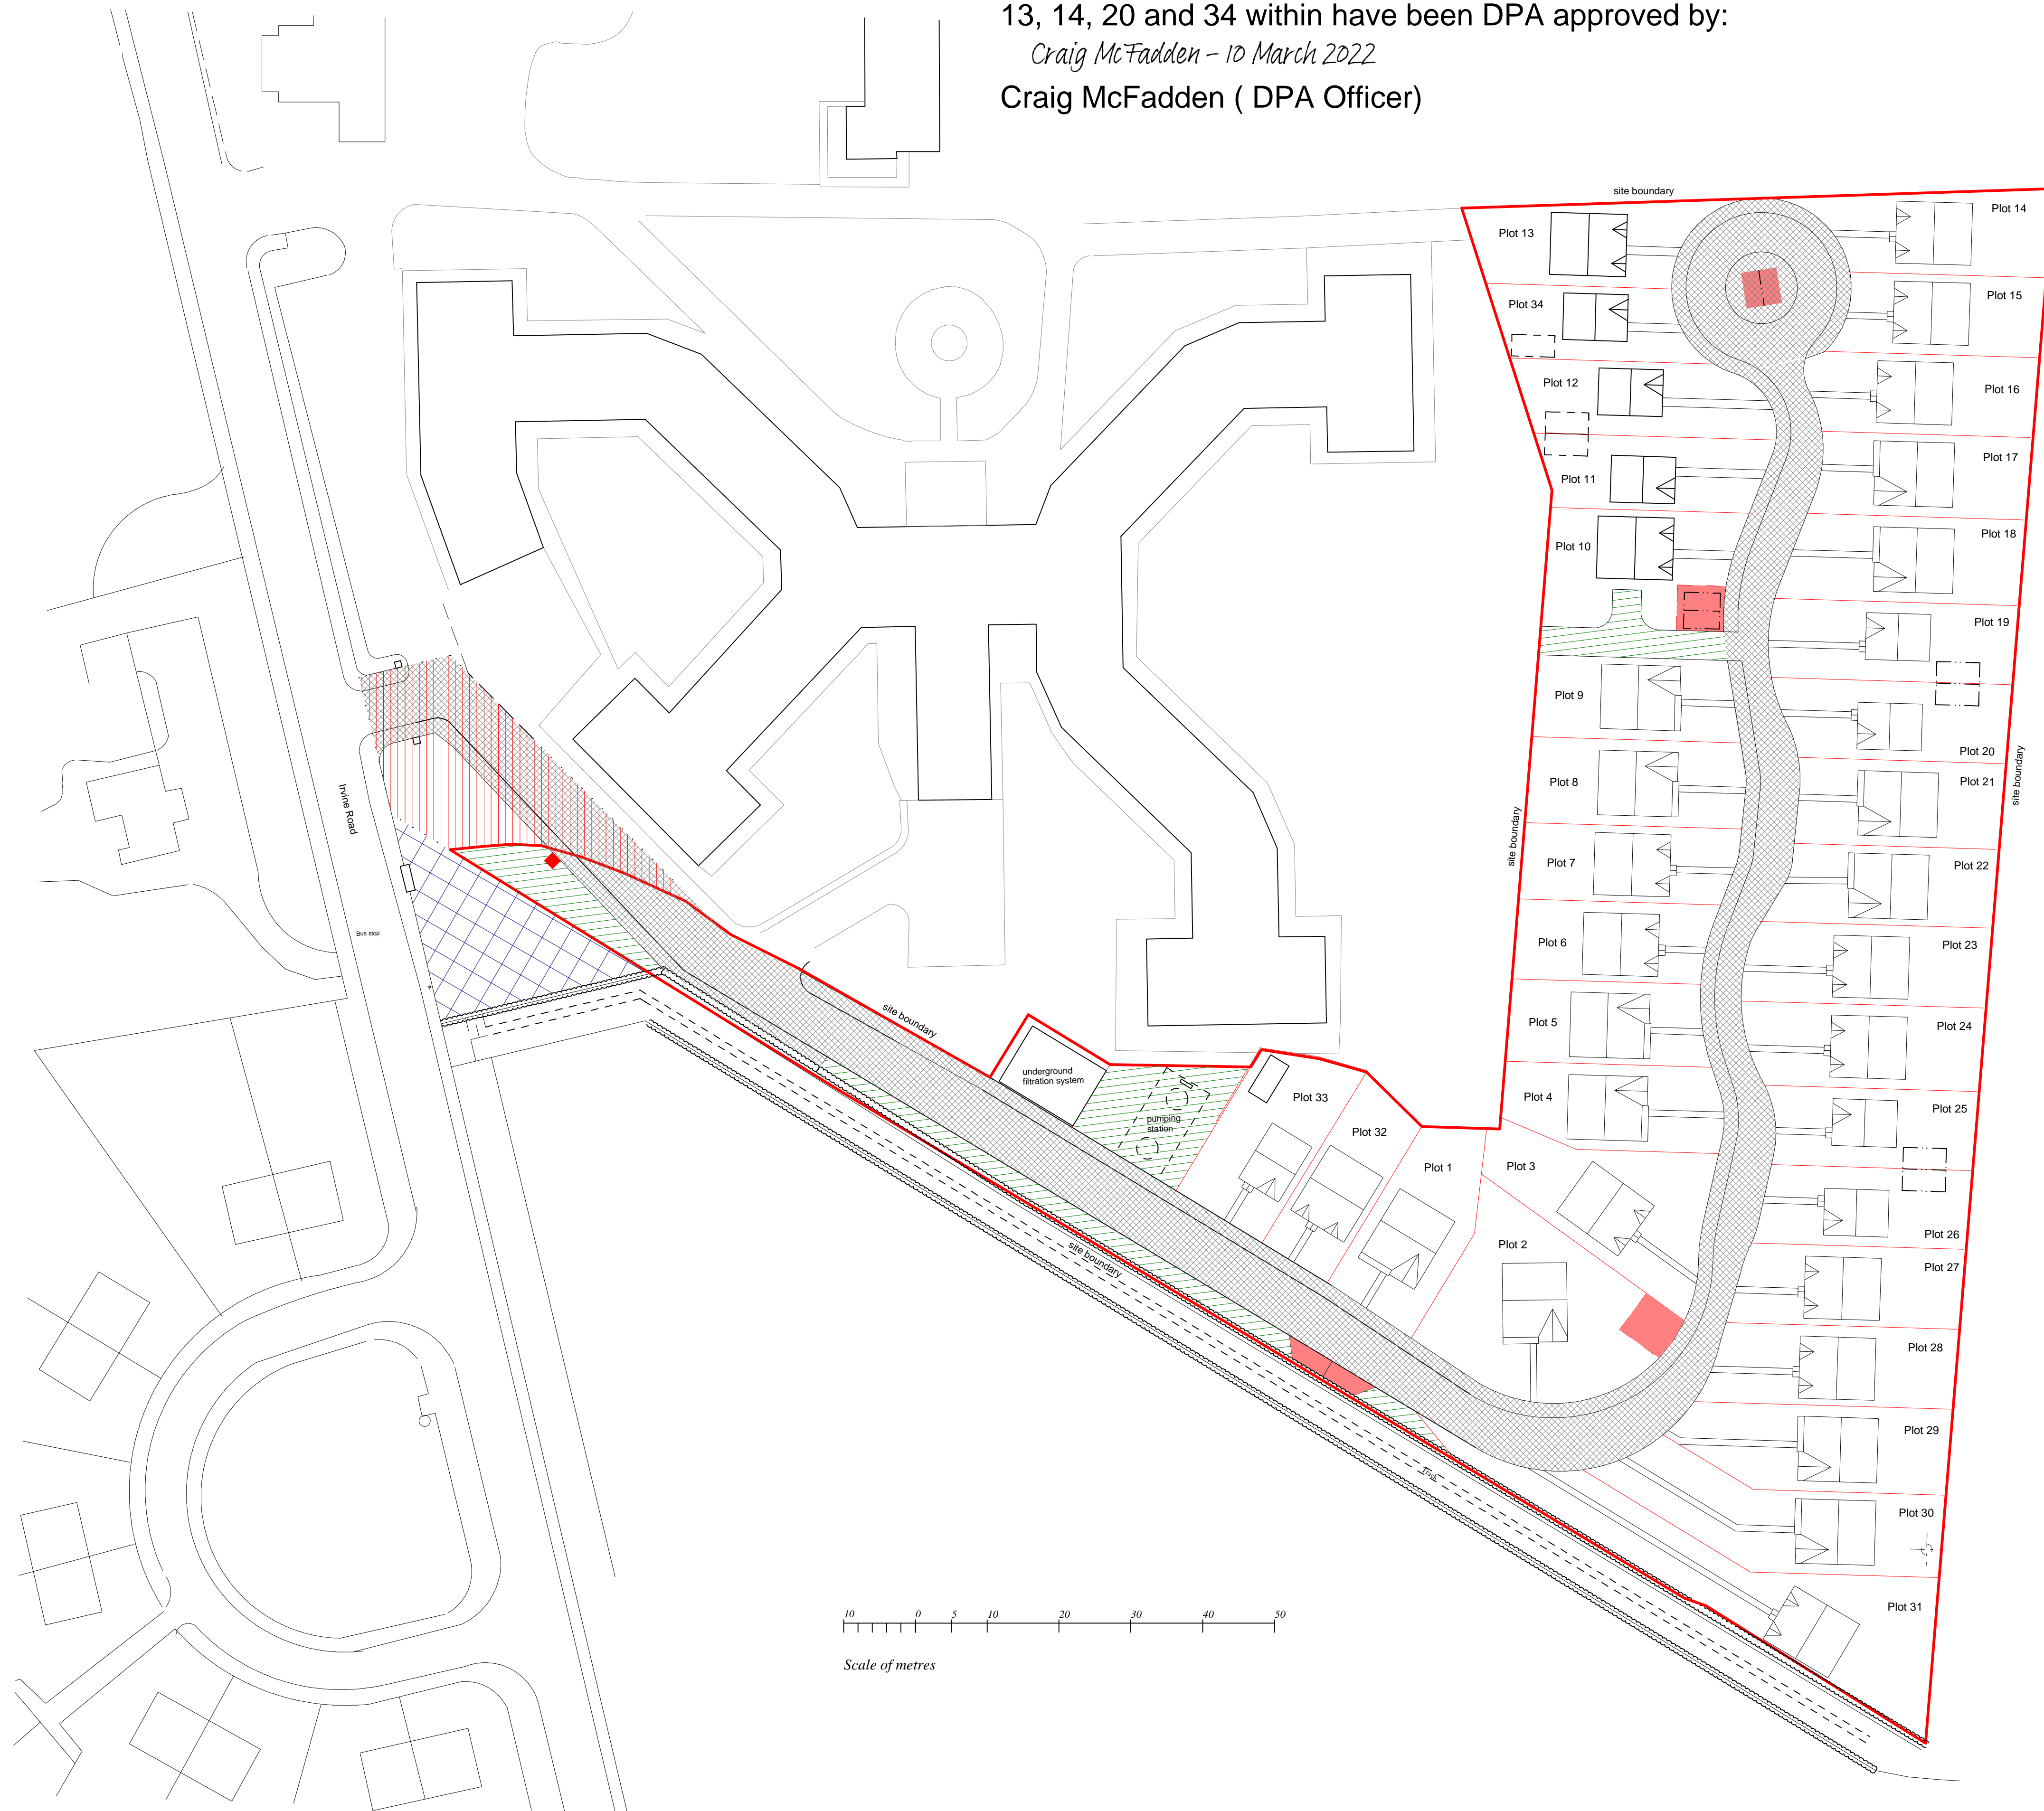 13, 14, 20 and 34 within have been DPA approved by:
Craig McFadden – 10 March 2022
Craig McFadden ( DPA Officer)
site boundary
Plot 14
Plot 13
Plot 15
Plot 34
Plot 12
Plot 16
Plot 17
Plot 11
Plot 18
Plot 10
Plot 19
Plot 9
Plot 20
site boundary
Plot 8
Plot 21
Irvine Road
site boundary
Plot 7
Plot 22
Bus stop
Plot 6
Plot 23
site boundary
Plot 5
Plot 24
underground
filtration system
Plot 33
Plot 4
Plot 25
pumping
station
Plot 32
Plot 1
Plot 3
Plot 26
Plot 2
site boundary
Plot 27
Plot 28
Plot 29
Plot 30
Plot 31
10 0 5 10 20 30 40 50
Scale of metres